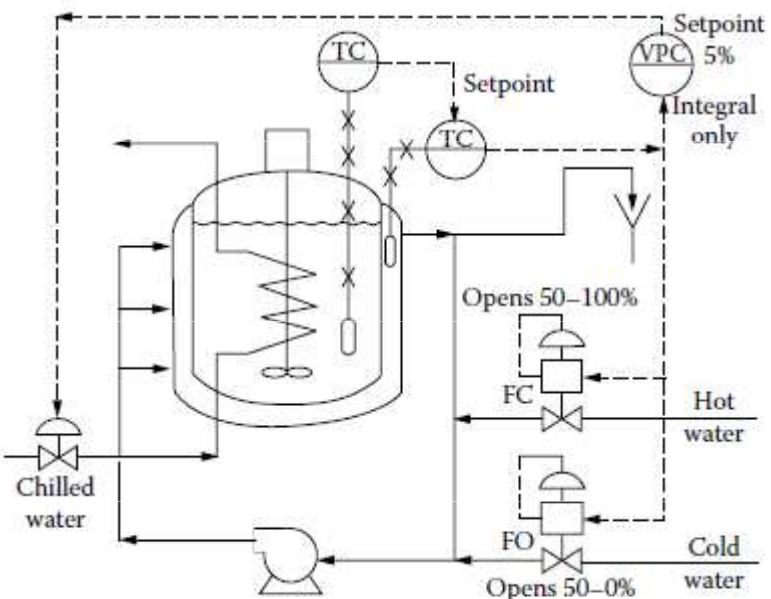 TC
Setpoint
VPC
Setpoint
5%
Integral
only
TC
Opens 50–100%
FC
Hot
water
Chilled
water
FO
Cold
water
Opens 50–0%